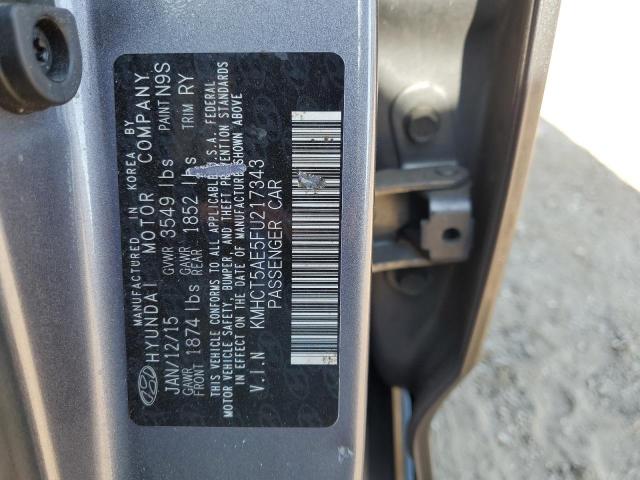 MANUFACTURED IN KOREA BY
HYUNDAI MOTOR COMPANY
JAN/12/15 GVWR 3549 lbs PAINT N9S
GAWR FRONT 1874 lbs GAWR REAR 1852 TRIM RY
THIS VEHICLE CONFORMS TO ALL APPLICABLE U.S.A. FEDERAL
MOTOR VEHICLE SAFETY, BUMPER, AND THEFT PREVENTION STANDARDS
IN EFFECT ON THE DATE OF MANUFACTURE SHOWN ABOVE
V.I.N KMHCT5AE5FU217343
PASSENGER CAR